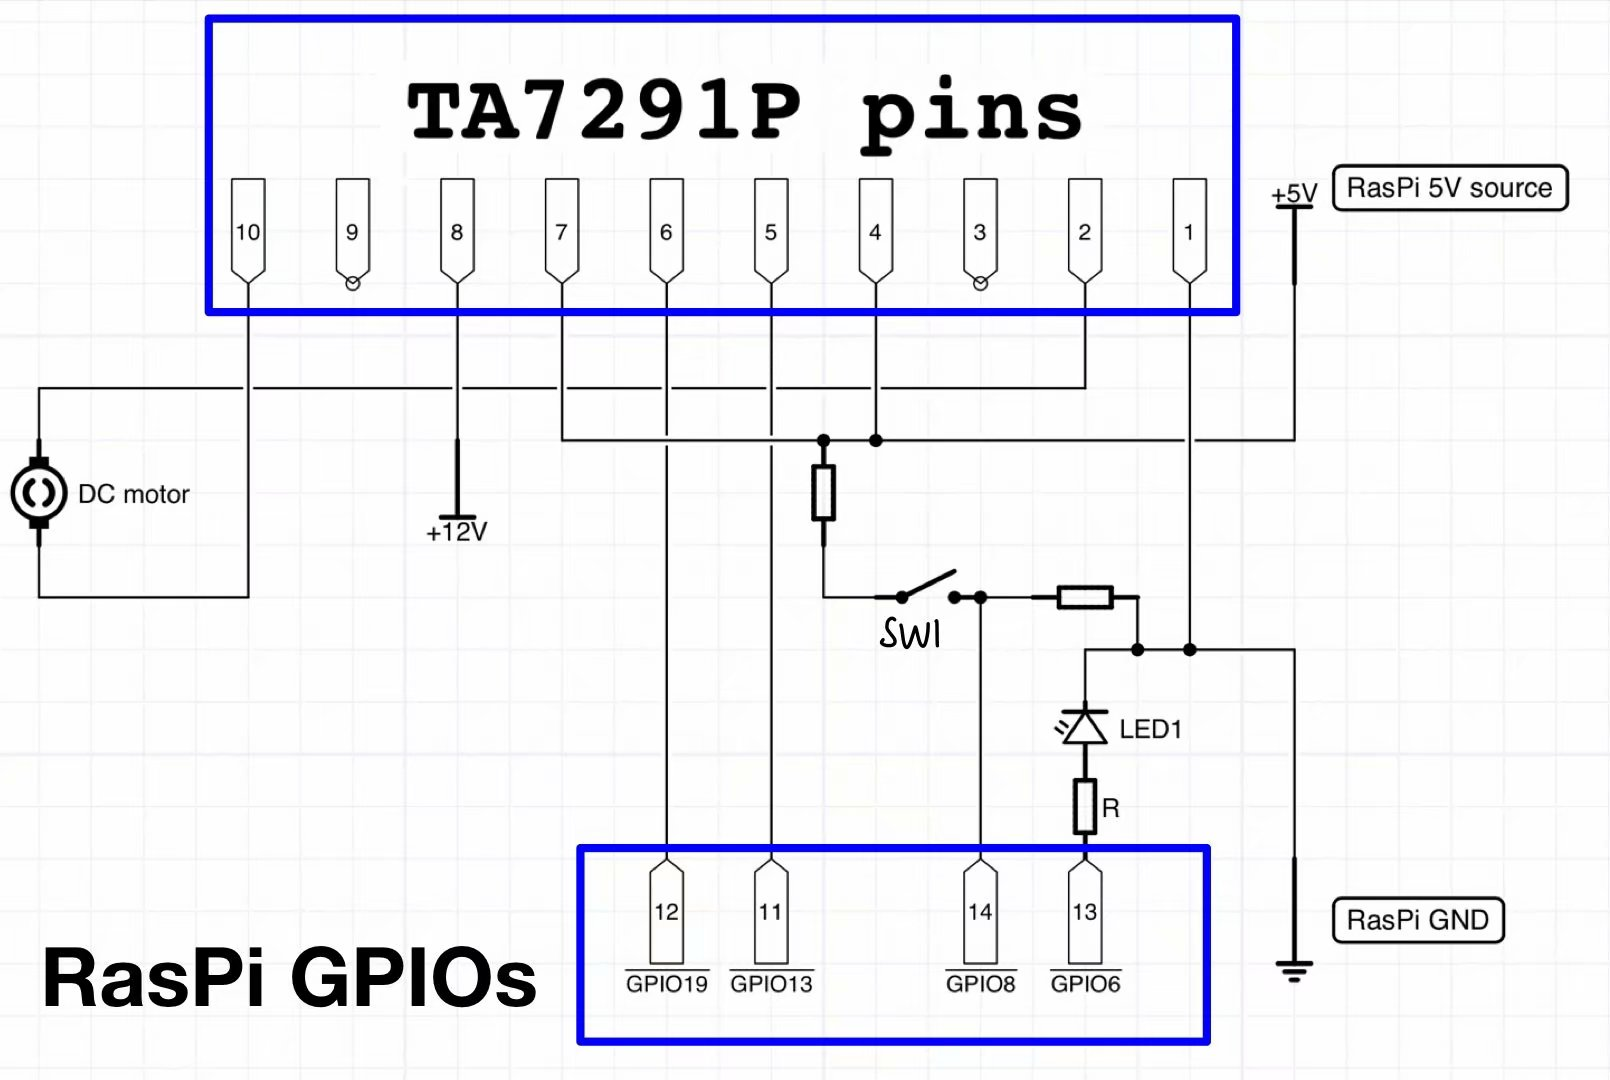 TA7291P pins
10
9
8
7
6
5
4
3
2
1
+5V
RasPi 5V source
DC motor
+12V
SW1
LED1
R
12
11
14
13
GPIO19
GPIO13
GPIO8
GPIO6
RasPi GPIOs
RasPi GND